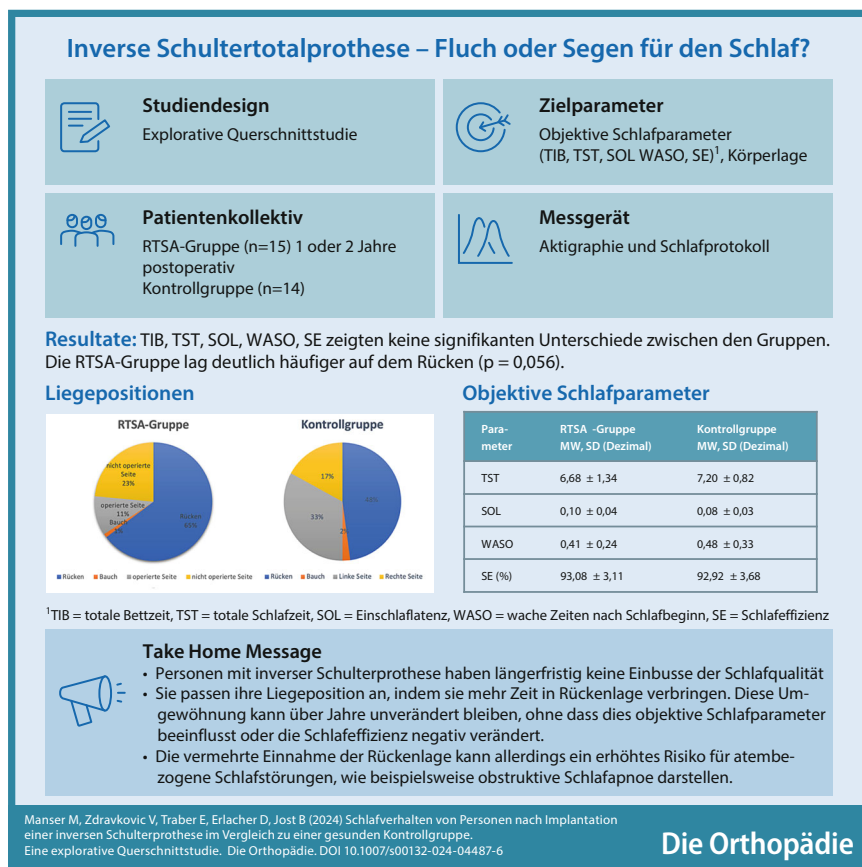 Inverse Schultertotalprothese – Fluch oder Segen für den Schlaf?
Studiendesign
Explorative Querschnittstudie
Zielparameter
Objektive Schlafparameter
(TIB, TST, SOL WASO, SE)¹, Körperlage
Patientenkollektiv
RTSA-Gruppe (n=15) 1 oder 2 Jahre
postoperativ
Kontrollgruppe (n=14)
Messgerät
Aktigraphie und Schlafprotokoll
Resultate: TIB, TST, SOL, WASO, SE zeigten keine signifikanten Unterschiede zwischen den Gruppen.
Die RTSA-Gruppe lag deutlich häufiger auf dem Rücken (p = 0,056).
Liegepositionen
RTSA-Gruppe
nicht operierte
Seite
23%
operierte Seite
11%
Bauch
Rücken
65%
Rücken Bauch operierte Seite nicht operierte Seite
Kontrollgruppe
17%
33%
2%
Rücken Bauch Linke Seite Rechte Seite
Objektive Schlafparameter
Para- RTSA -Gruppe Kontrollgruppe
meter MW, SD (Dezimal) MW, SD (Dezimal)
TST 6,68 ± 1,34 7,20 ± 0,82
SOL 0,10 ± 0,04 0,08 ± 0,03
WASO 0,41 ± 0,24 0,48 ± 0,33
SE (%) 93,08 ± 3,11 92,92 ± 3,68
¹TIB = totale Bettzeit, TST = totale Schlafzeit, SOL = Einschlaflatenz, WASO = wache Zeiten nach Schlafbeginn, SE = Schlafeffizienz
Take Home Message
• Personen mit inverser Schulterprothese haben längerfristig keine Einbusse der Schlafqualität
• Sie passen ihre Liegeposition an, indem sie mehr Zeit in Rückenlage verbringen. Diese Um-
gewöhnung kann über Jahre unverändert bleiben, ohne dass dies objektive Schlafparameter
beeinflusst oder die Schlafeffizienz negativ verändert.
• Die vermehrte Einnahme der Rückenlage kann allerdings ein erhöhtes Risiko für atembe-
zogene Schlafstörungen, wie beispielsweise obstruktive Schlafapnoe darstellen.
Manser M, Zdravkovic V, Traber E, Erlacher D, Jost B (2024) Schlafverhalten von Personen nach Implantation
einer inversen Schulterprothese im Vergleich zu einer gesunden Kontrollgruppe.
Eine explorative Querschnittstudie. Die Orthopädie. DOI 10.1007/s00132-024-04487-6
Die Orthopädie